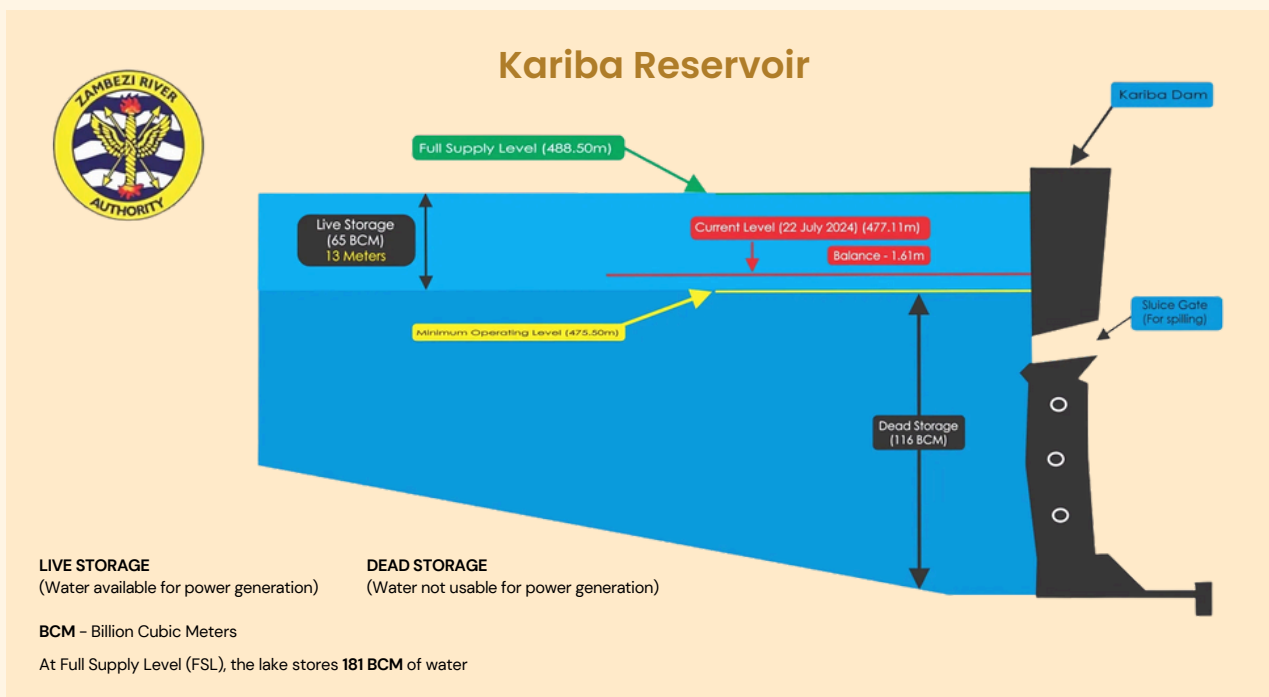 Kariba Reservoir
ZAMBEZI RIVER
AUTHORITY
Kariba Dam
Full Supply Level (488.50m)
Live Storage
(65 BCM)
13 Meters
Current Level (22 July 2024) (477.11m)
Balance - 1.61m
Minimum Operating Level (475.50m)
Sluice Gate
(For spilling)
Dead Storage
(116 BCM)
LIVE STORAGE
(Water available for power generation)
DEAD STORAGE
(Water not usable for power generation)
BCM - Billion Cubic Meters
At Full Supply Level (FSL), the lake stores 181 BCM of water